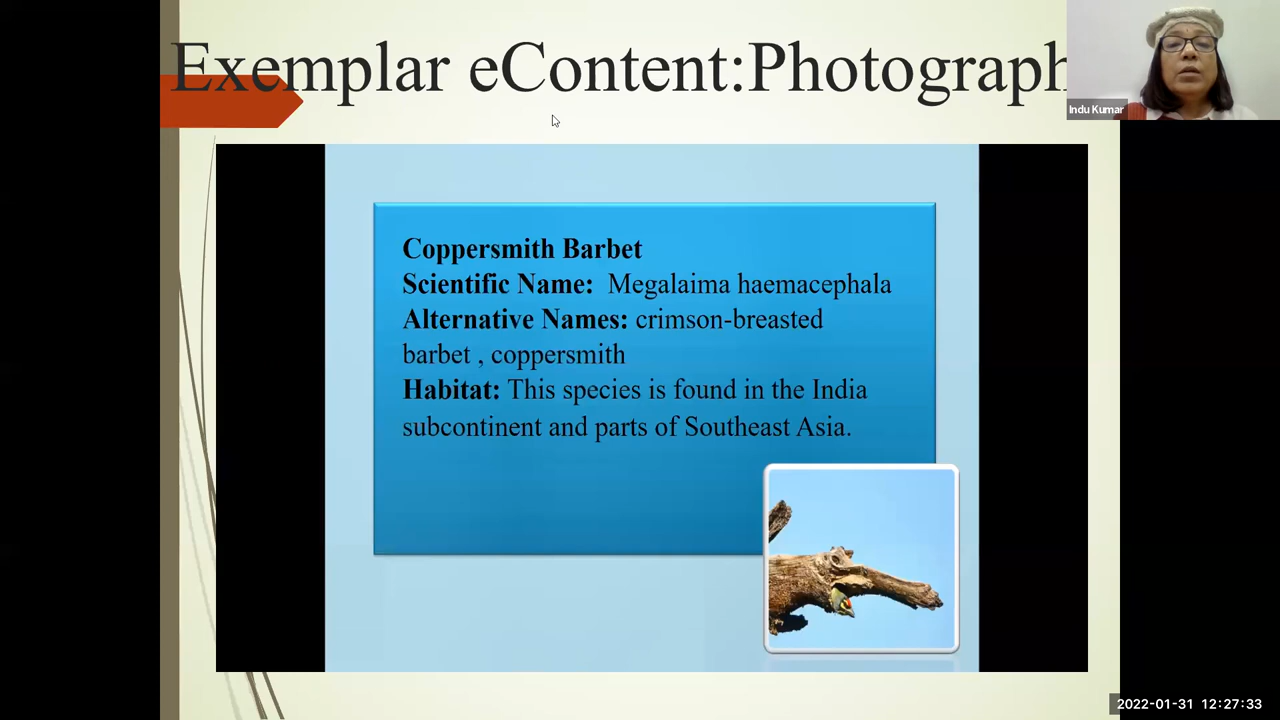 Exemplar eContent:Photograph
Indu Kumar
Coppersmith Barbet
Scientific Name: Megalaima haemacephala
Alternative Names: crimson-breasted
barbet , coppersmith
Habitat: This species is found in the India
subcontinent and parts of Southeast Asia.
2022-01-31 12:27:33